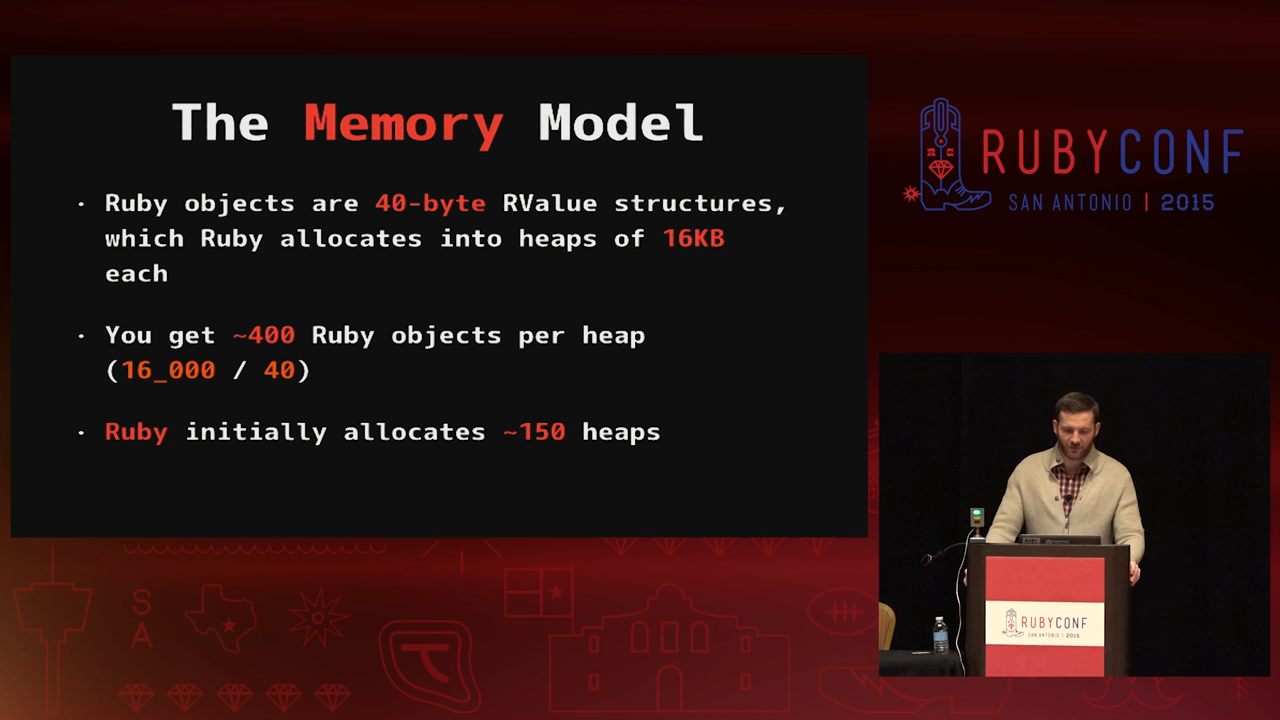 The Memory Model
· Ruby objects are 40-byte RValue structures,
which Ruby allocates into heaps of 16KB
each
· You get ~400 Ruby objects per heap
(16_000 / 40)
· Ruby initially allocates ~150 heaps
RUBYCONF
SAN ANTONIO | 2015
S
A
RUBYCONF
SAN ANTONIO | 2015